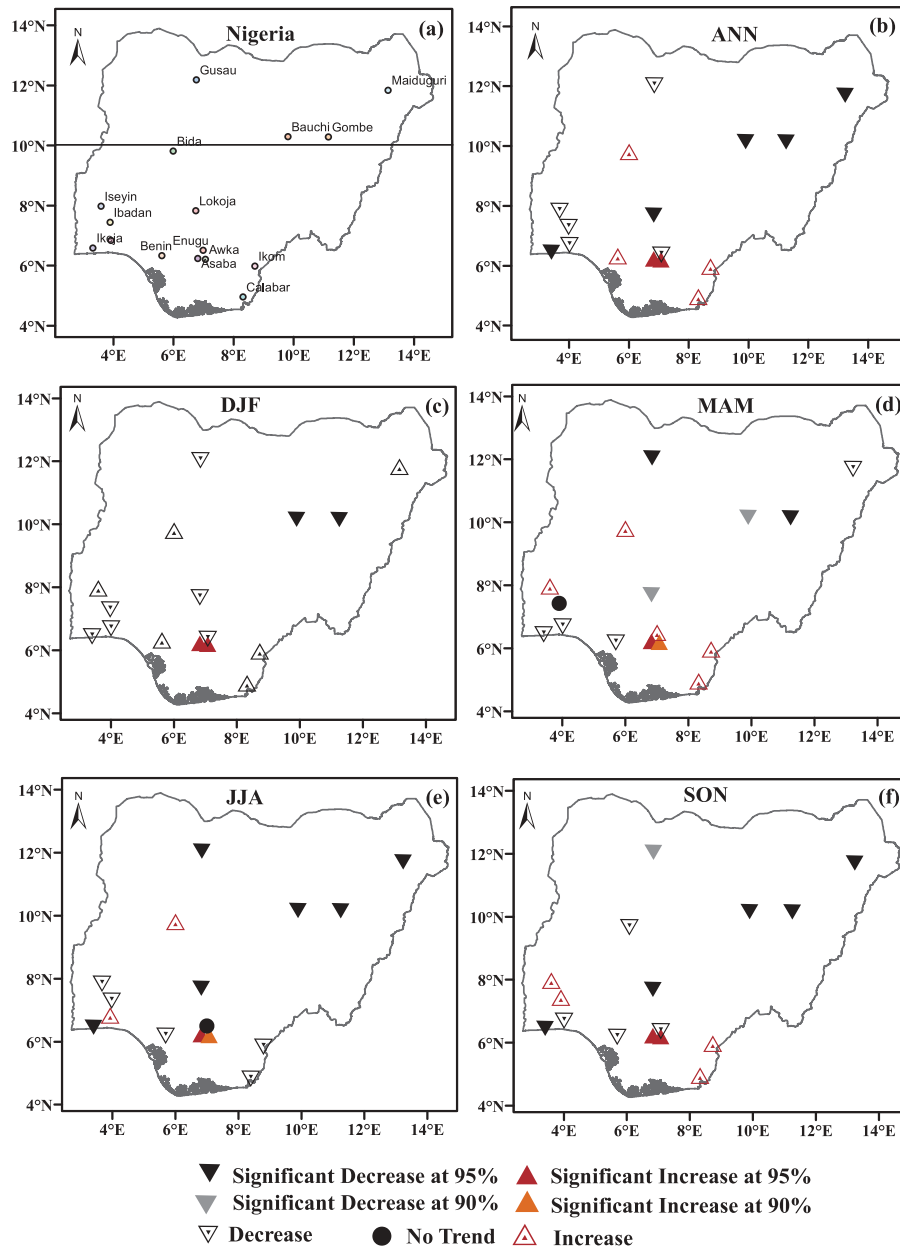 14°N
12°N
10°N
8°N
6°N
4°N
N
Nigeria
(a)
Gusau
Maiduguri
Bauchi
Gombe
Bida
Iseyin
Ibadan
Lokoja
Ikeja
Benin
Enugu
Awka
Asaba
Ikom
Calabar
4°E 6°E 8°E 10°E 12°E 14°E
14°N
12°N
10°N
8°N
6°N
4°N
N
ANN
(b)
4°E 6°E 8°E 10°E 12°E 14°E
14°N
12°N
10°N
8°N
6°N
4°N
N
DJF
(c)
4°E 6°E 8°E 10°E 12°E 14°E
14°N
12°N
10°N
8°N
6°N
4°N
N
MAM
(d)
4°E 6°E 8°E 10°E 12°E 14°E
14°N
12°N
10°N
8°N
6°N
4°N
N
JJA
(e)
4°E 6°E 8°E 10°E 12°E 14°E
14°N
12°N
10°N
8°N
6°N
4°N
N
SON
(f)
4°E 6°E 8°E 10°E 12°E 14°E
Significant Decrease at 95% Significant Increase at 95%
Significant Decrease at 90% Significant Increase at 90%
Decrease No Trend Increase